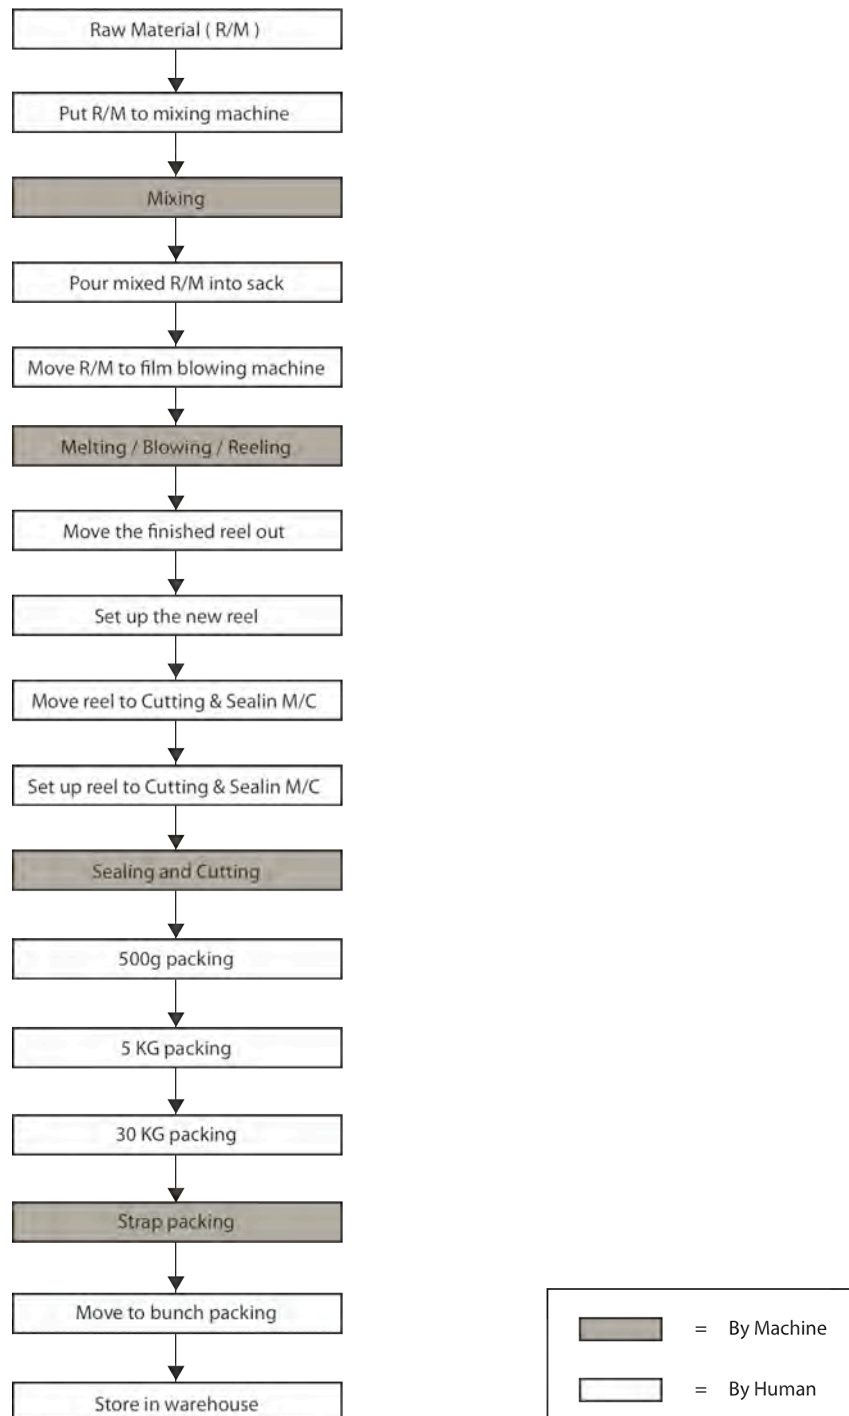 Raw Material ( R/M )
Put R/M to mixing machine
Mixing
Pour mixed R/M into sack
Move R/M to film blowing machine
Melting / Blowing / Reeling
Move the finished reel out
Set up the new reel
Move reel to Cutting & Sealin M/C
Set up reel to Cutting & Sealin M/C
Sealing and Cutting
500g packing
5 KG packing
30 KG packing
Strap packing
Move to bunch packing
Store in warehouse
= By Machine
= By Human